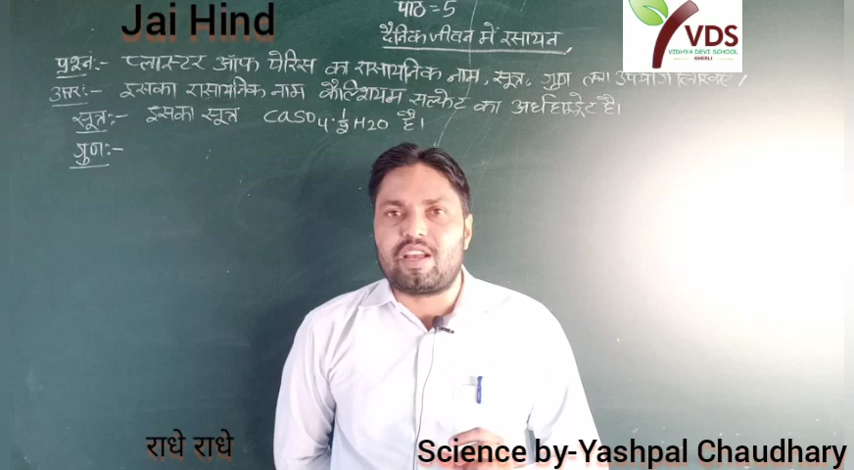 Jai Hind
पाठ = 5
दैनिक जीवन में रसायन,
VDS
VIDHYA DEVI SCHOOL
KHERLI
प्रश्न:- प्लास्टर ऑफ पेरिस का रासायनिक नाम, सूत्र, गुण तथा उपयोग लिखिए,
उत्तर:- इसका रासायनिक नाम कैल्शियम सल्फेट का अर्धहाइड्रेट है।
सूत्र:- इसका सूत्र CaSO4.½H2O है।
गुण:-
राधे राधे
Science by-Yashpal Chaudhary